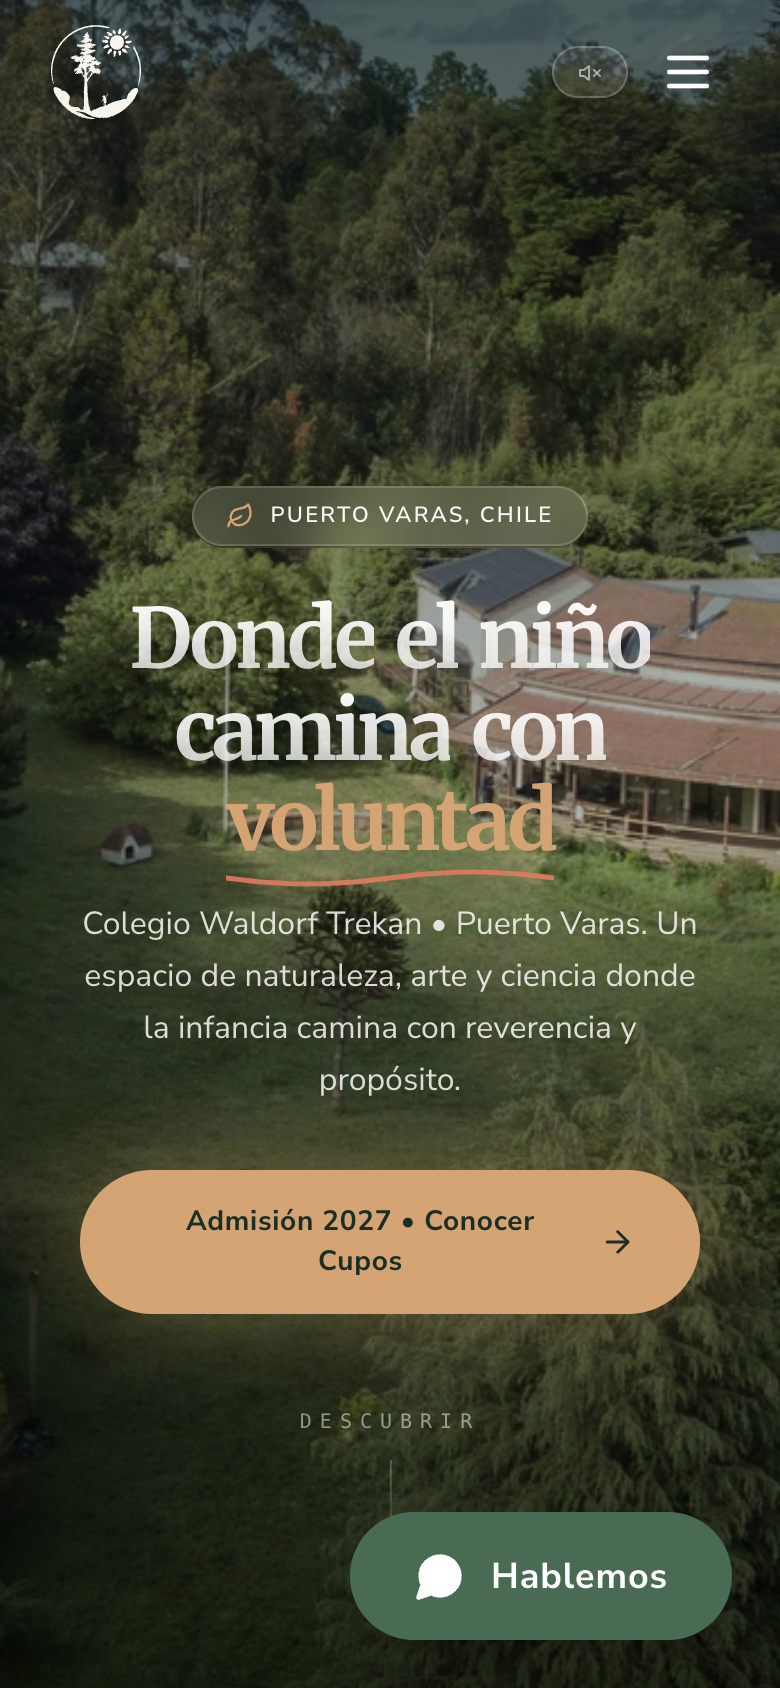 PUERTO VARAS, CHILE
Donde el niño
camina con
voluntad
Colegio Waldorf Trekan • Puerto Varas. Un
espacio de naturaleza, arte y ciencia donde
la infancia camina con reverencia y
propósito.
Admisión 2027 • Conocer
Cupos
DESCUBRIR
Hablemos